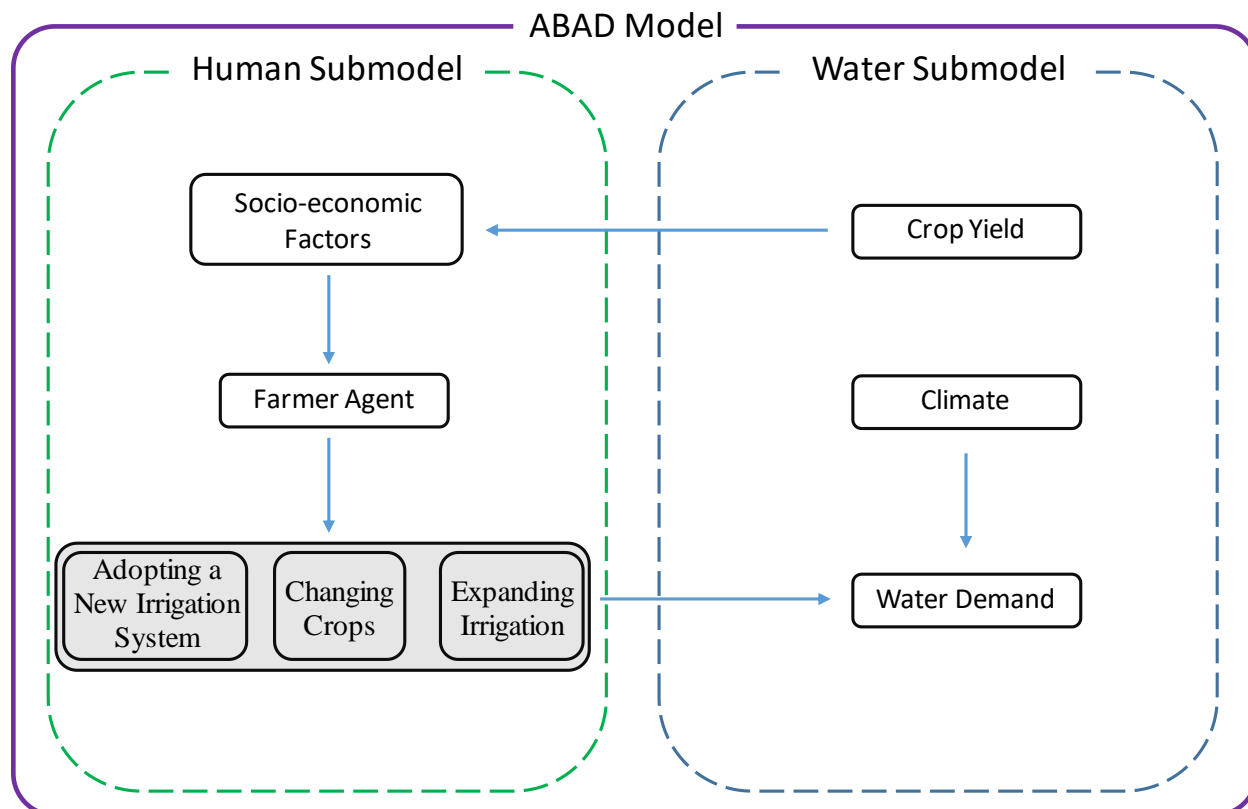 ABAD Model
Human Submodel
Water Submodel
Socio-economic
Factors
Crop Yield
Farmer Agent
Climate
Adopting a
New Irrigation
System
Changing
Crops
Expanding
Irrigation
Water Demand